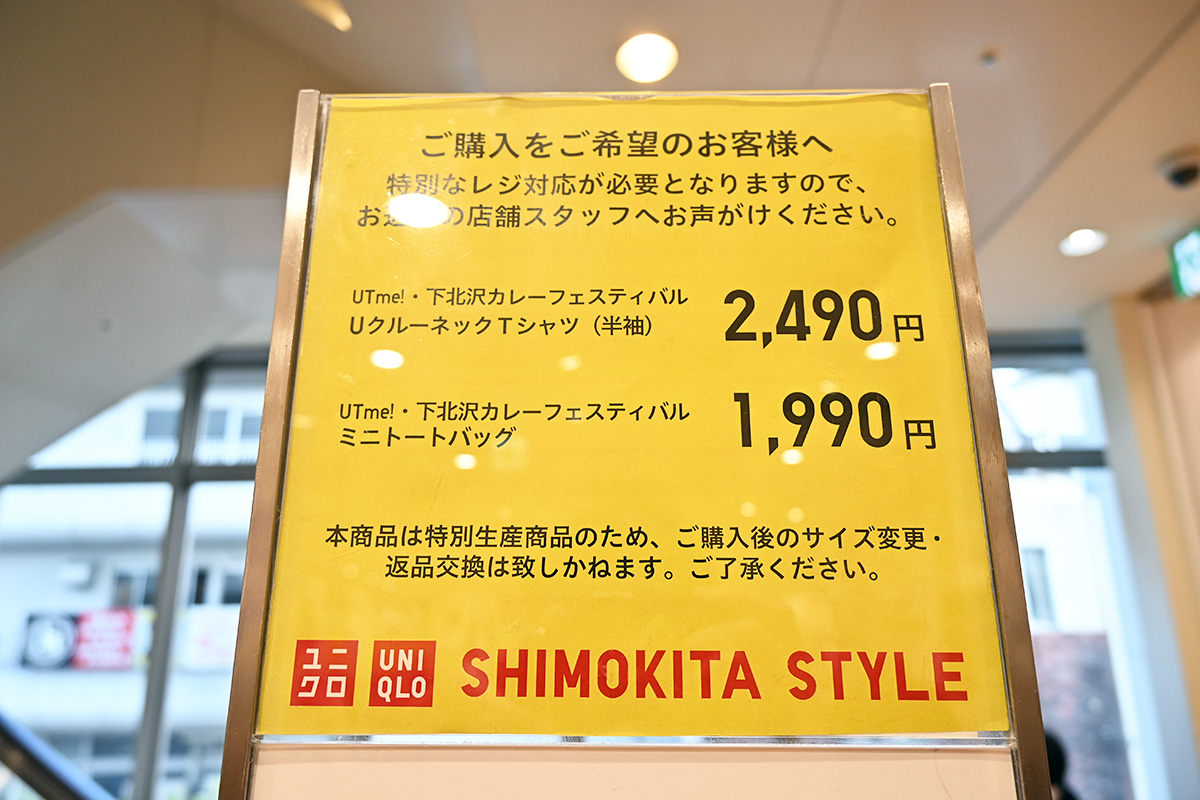 ご購入をご希望のお客様へ
特別なレジ対応が必要となりますので、
お近くの店舗スタッフへお声がけください。
UTme!・下北沢カレーフェスティバル
UクルーネックTシャツ（半袖）
2,490円
UTme!・下北沢カレーフェスティバル
ミニトートバッグ
1,990円
本商品は特別生産商品のため、ご購入後のサイズ変更・
返品交換は致しかねます。ご了承ください。
ユニクロ UNIQLO SHIMOKITA STYLE